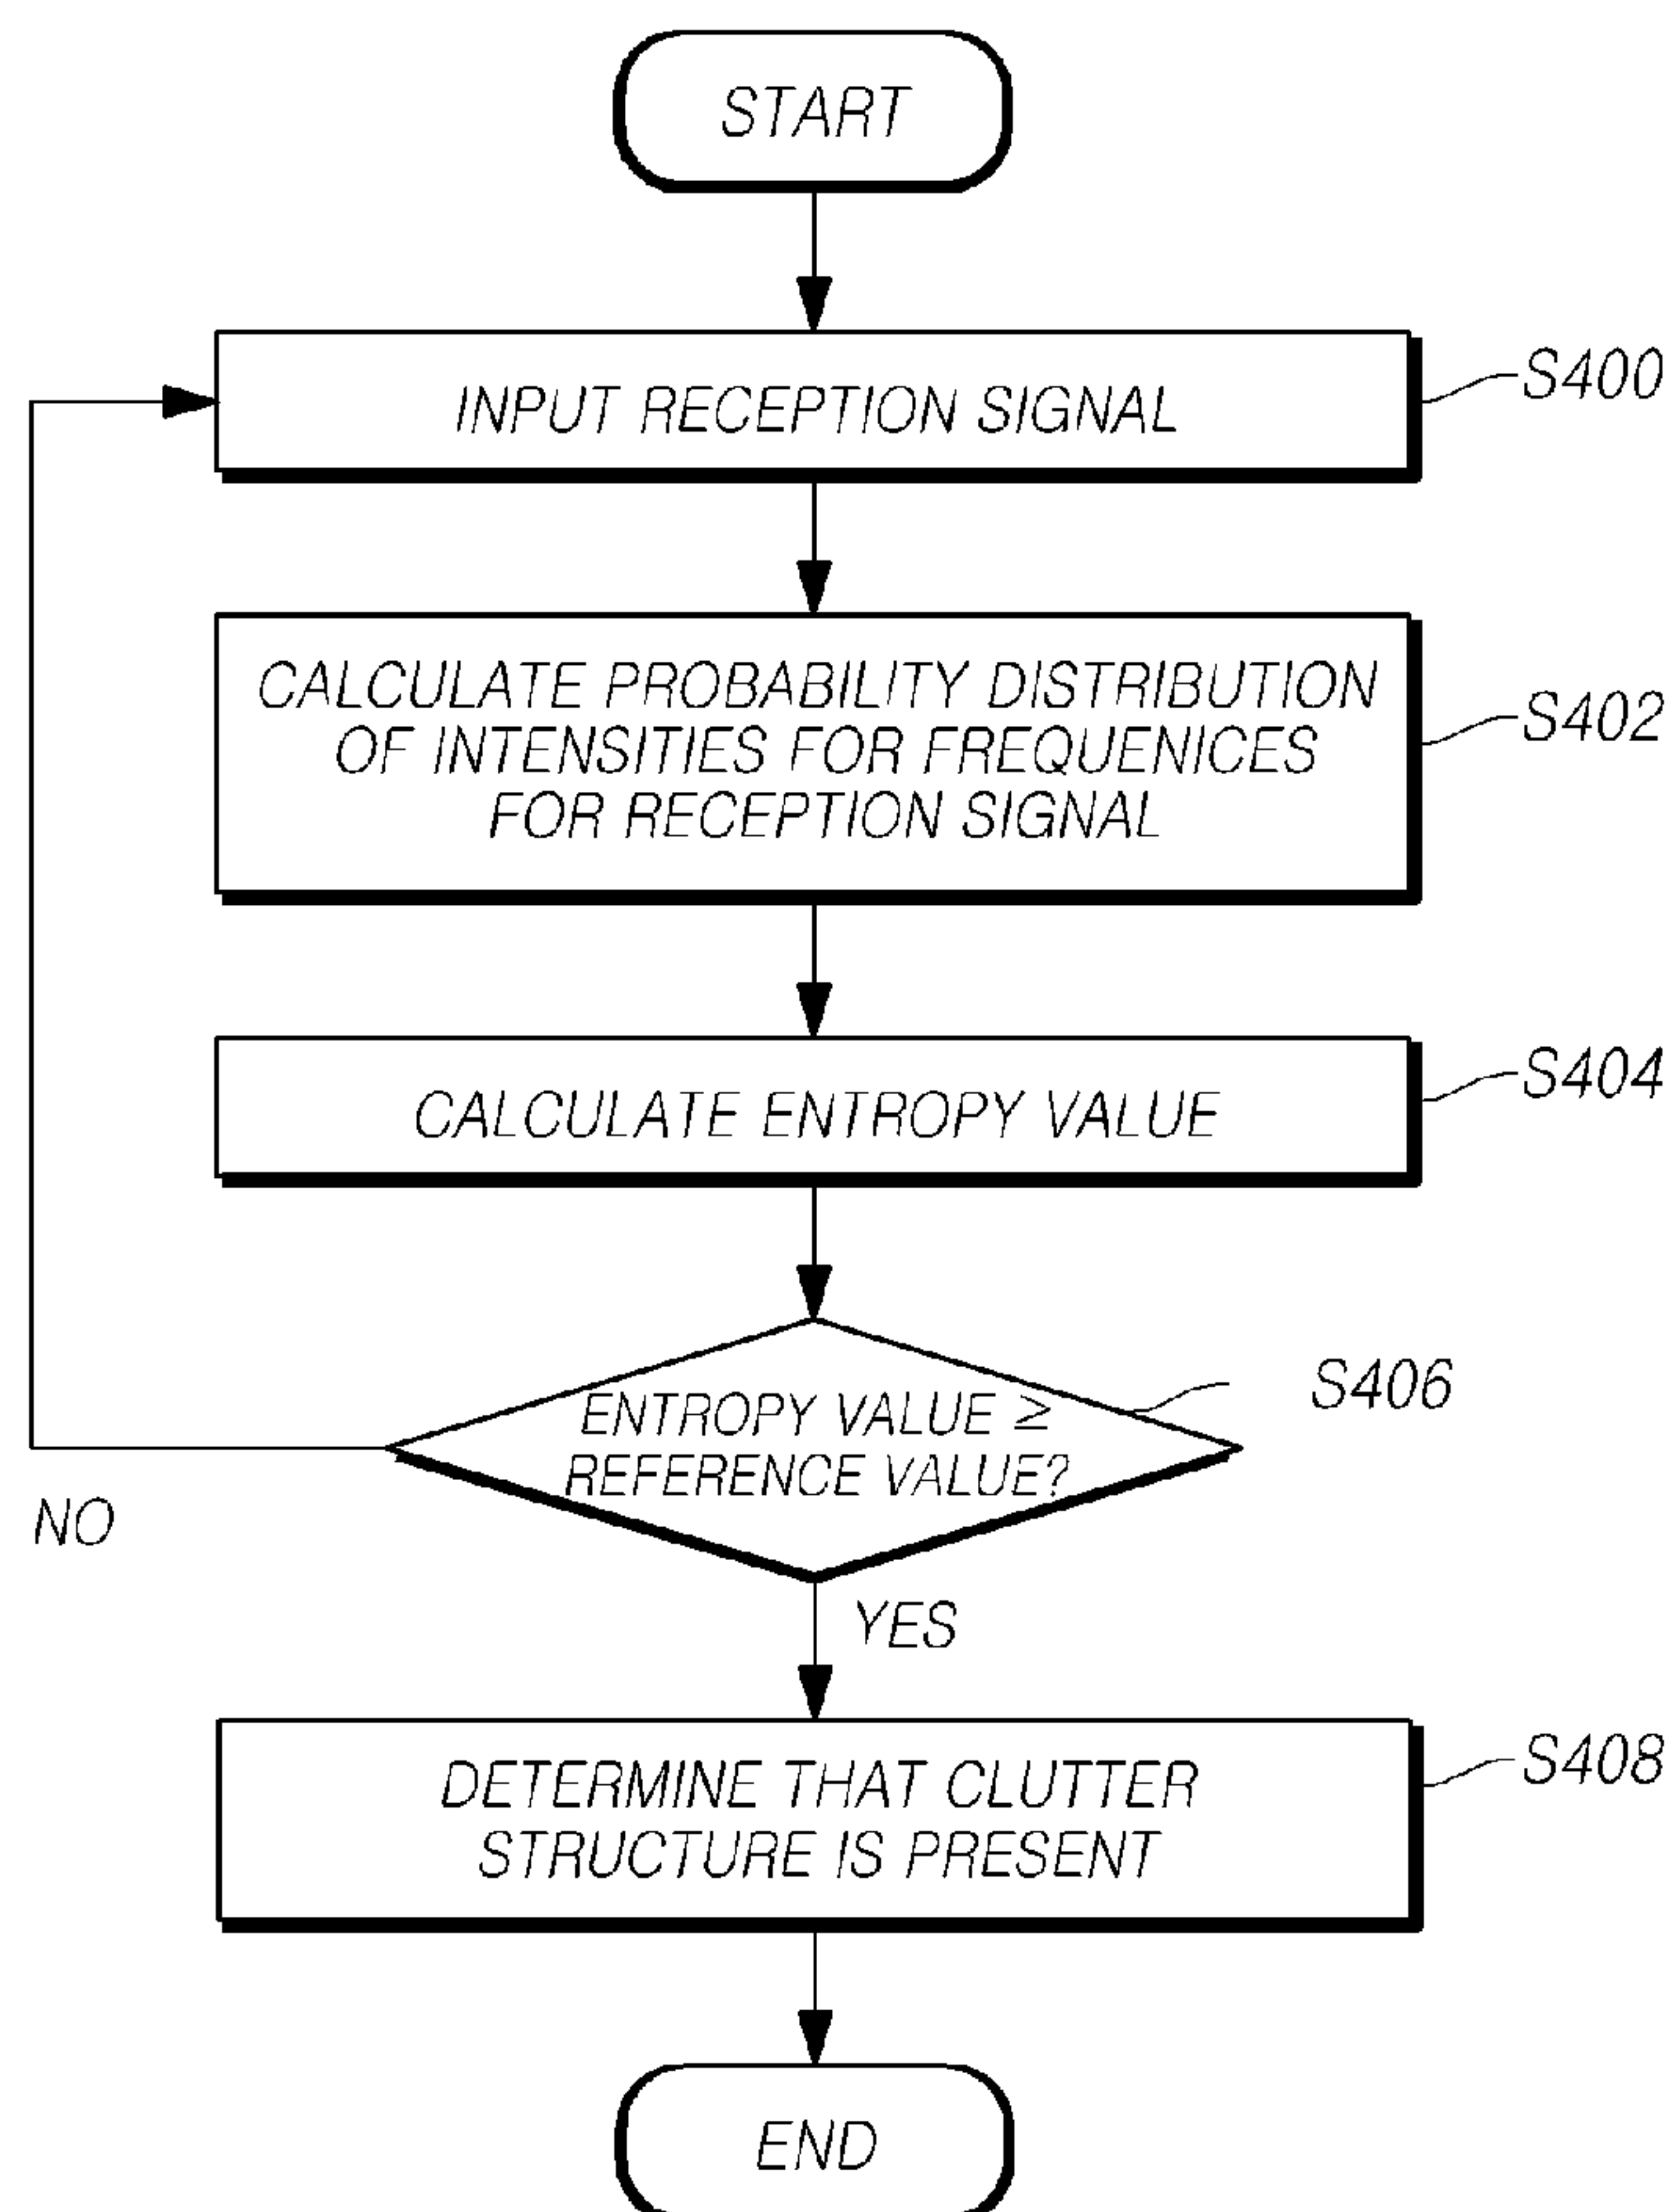 START
INPUT RECEPTION SIGNAL
S400
CALCULATE PROBABILITY DISTRIBUTION
OF INTENSITIES FOR FREQUENICES
FOR RECEPTION SIGNAL
S402
CALCULATE ENTROPY VALUE
S404
ENTROPY VALUE ≥
REFERENCE VALUE?
S406
NO
YES
DETERMINE THAT CLUTTER
STRUCTURE IS PRESENT
S408
END